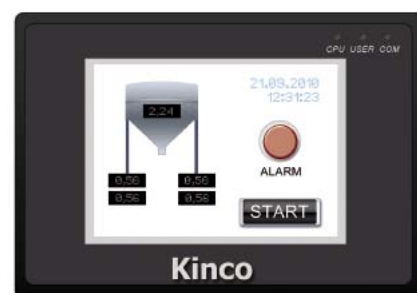 CPU USER COM
21.09.2010
12:31:23
2,24
ALARM
0,56 0,56
0,56 0,56
START
Kinco